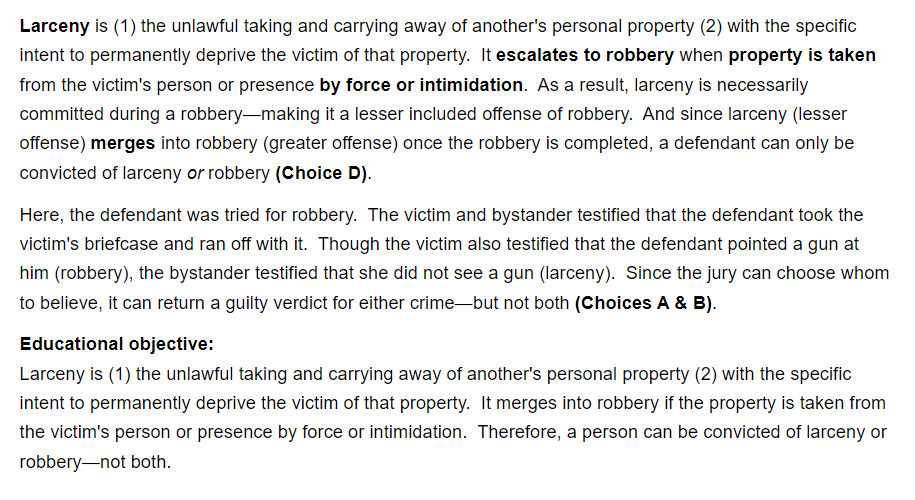 Larceny is (1) the unlawful taking and carrying away of another's personal property (2) with the specific
intent to permanently deprive the victim of that property.  It escalates to robbery when property is taken
from the victim's person or presence by force or intimidation.  As a result, larceny is necessarily
committed during a robbery—making it a lesser included offense of robbery.  And since larceny (lesser
offense) merges into robbery (greater offense) once the robbery is completed, a defendant can only be
convicted of larceny or robbery (Choice D).
Here, the defendant was tried for robbery.  The victim and bystander testified that the defendant took the
victim's briefcase and ran off with it.  Though the victim also testified that the defendant pointed a gun at
him (robbery), the bystander testified that she did not see a gun (larceny).  Since the jury can choose whom
to believe, it can return a guilty verdict for either crime—but not both (Choices A & B).
Educational objective:
Larceny is (1) the unlawful taking and carrying away of another's personal property (2) with the specific
intent to permanently deprive the victim of that property.  It merges into robbery if the property is taken from
the victim's person or presence by force or intimidation.  Therefore, a person can be convicted of larceny or
robbery—not both.